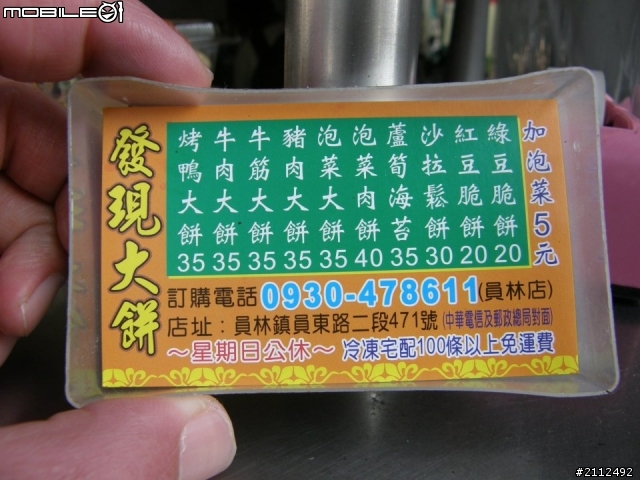 MOBILE01
發現大餅
烤鴨大餅35
牛肉大餅35
牛筋大餅35
豬肉大餅35
泡菜大餅35
泡菜肉餅40
蘆筍海苔35
沙拉鬆餅30
紅豆脆餅20
綠豆脆餅20
加泡菜5元
訂購電話0930-478611(員林店)
店址：員林鎮員東路二段471號(中華電信及郵政總局對面)
～星期日公休～ 冷凍宅配100條以上免運費
#2112492